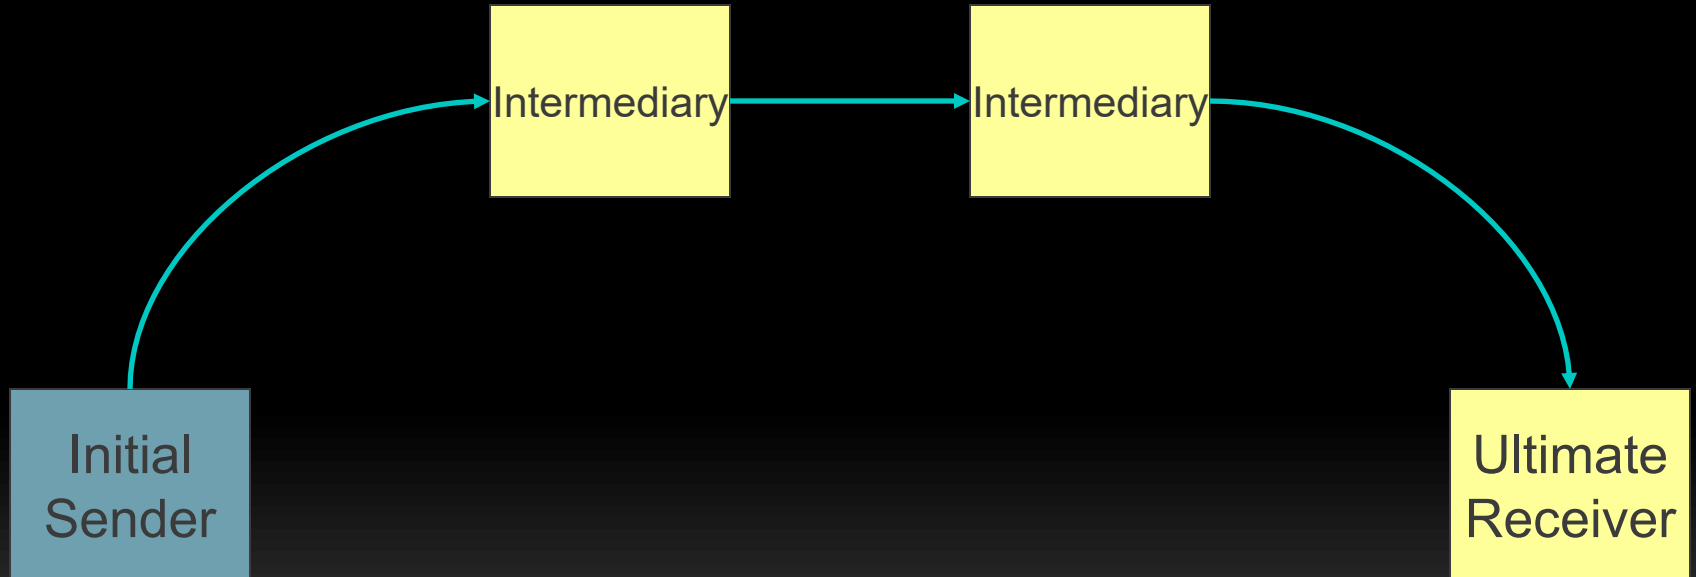 Intermediary
Intermediary
Initial
Sender
Ultimate
Receiver